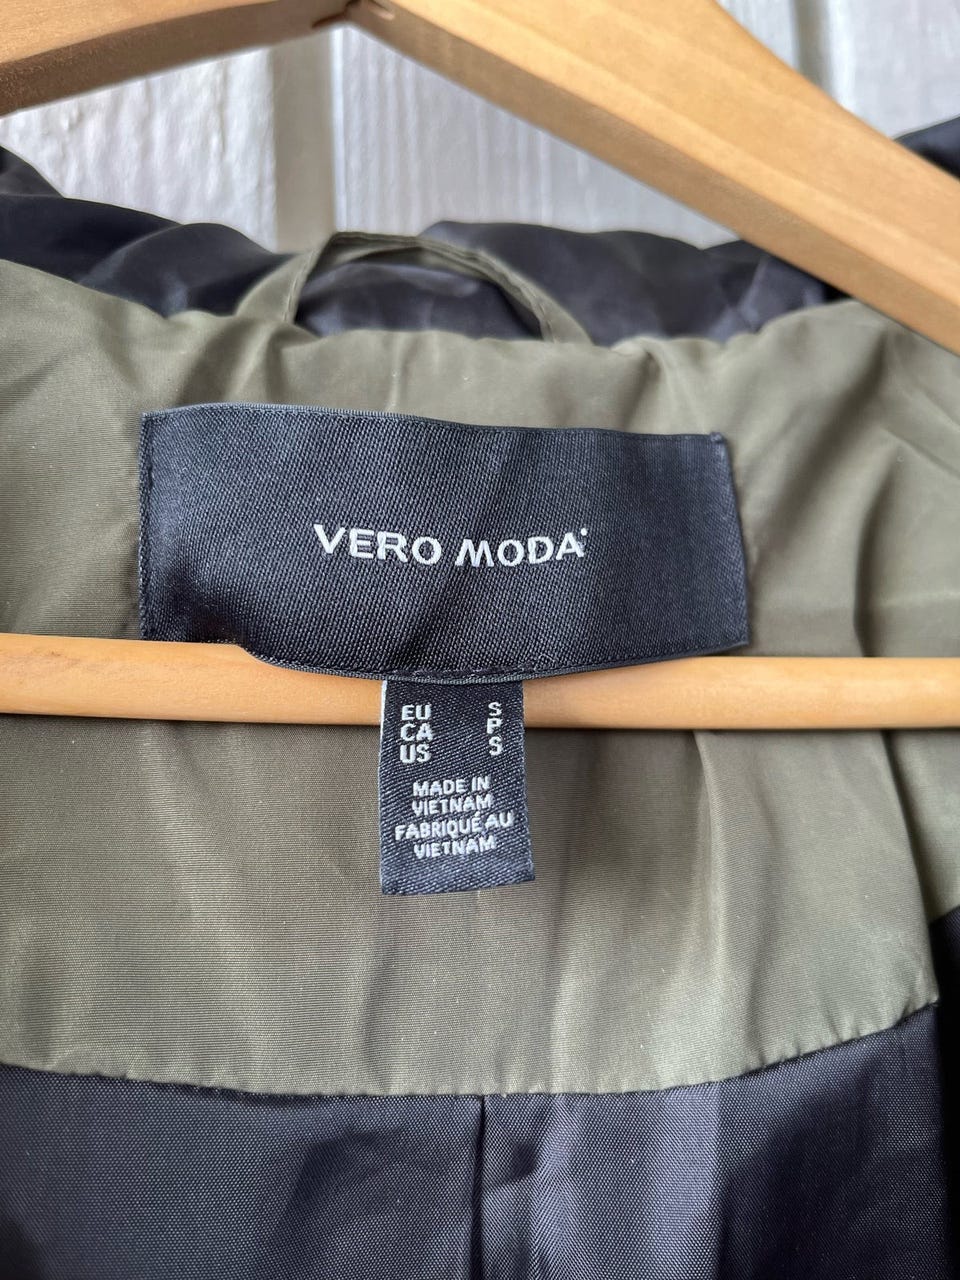 VERO MODA
EU S
CA P
US S
MADE IN
VIETNAM
FABRIQUÉ AU
VIETNAM